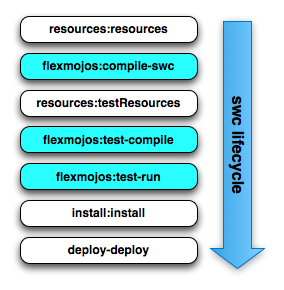 resources:resources
flexmojos:compile-swc
resources:testResources
flexmojos:test-compile
flexmojos:test-run
install:install
deploy-deploy
swc lifecycle